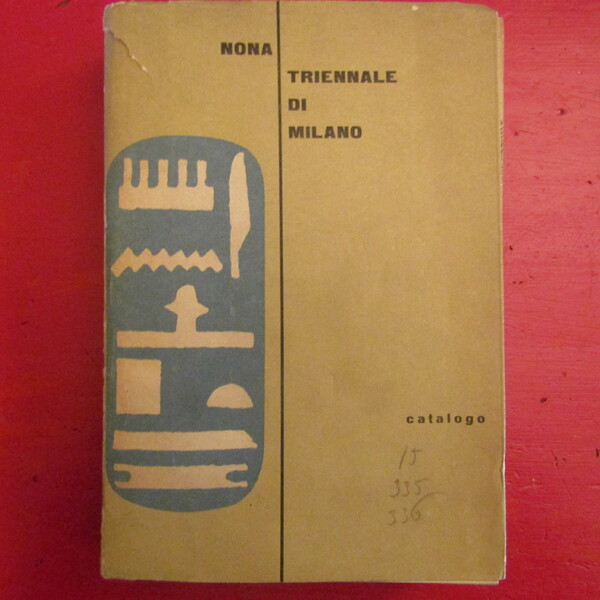 NONA
TRIENNALE
DI
MILANO
catalogo
15
335
336